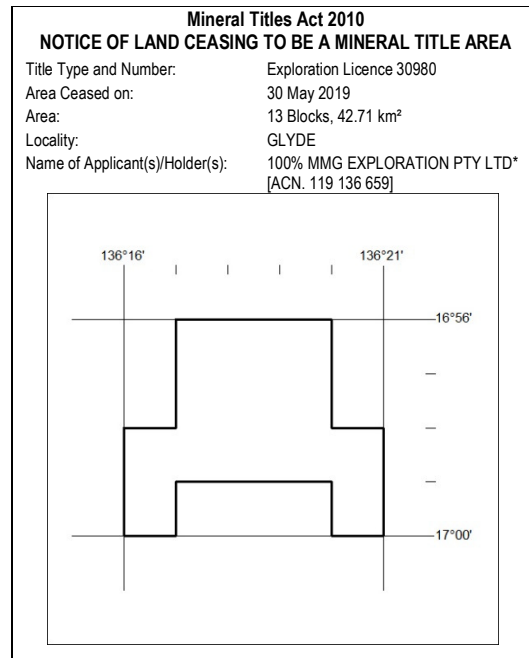 Mineral Titles Act 2010
NOTICE OF LAND CEASING TO BE A MINERAL TITLE AREA
Title Type and Number: Exploration Licence 30980
Area Ceased on: 30 May 2019
Area: 13 Blocks, 42.71 km²
Locality: GLYDE
Name of Applicant(s)/Holder(s): 100% MMG EXPLORATION PTY LTD*
[ACN. 119 136 659]
136°16' 136°21'
16°56'
17°00'